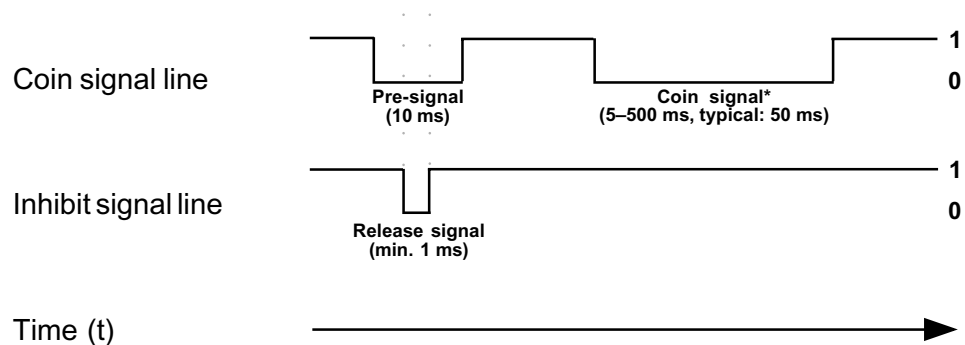 1
Coin signal line
0
Pre-signal
(10 ms)
Coin signal*
(5–500 ms, typical: 50 ms)
1
Inhibit signal line
0
Release signal
(min. 1 ms)
Time (t)